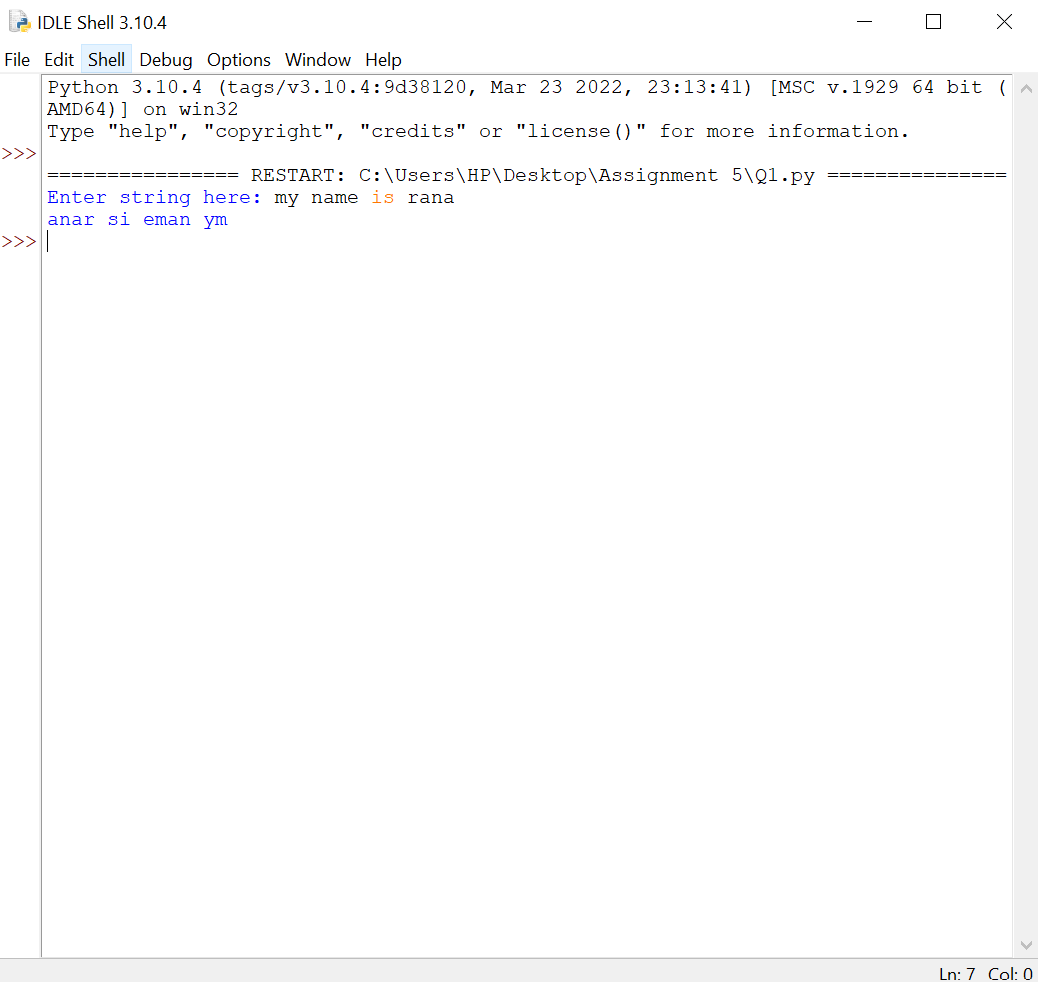 IDLE Shell 3.10.4
File Edit Shell Debug Options Window Help
Python 3.10.4 (tags/v3.10.4:9d38120, Mar 23 2022, 23:13:41) [MSC v.1929 64 bit (
AMD64)] on win32
Type "help", "copyright", "credits" or "license()" for more information.
>>>
================ RESTART: C:\Users\HP\Desktop\Assignment 5\Q1.py ===============
Enter string here: my name is rana
anar si eman ym
>>>
Ln: 7 Col: 0